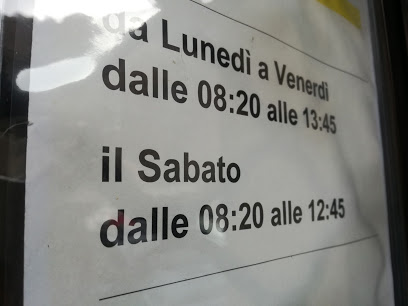 da Lunedì a Venerdì
dalle 08:20 alle 13:45
il Sabato
dalle 08:20 alle 12:45